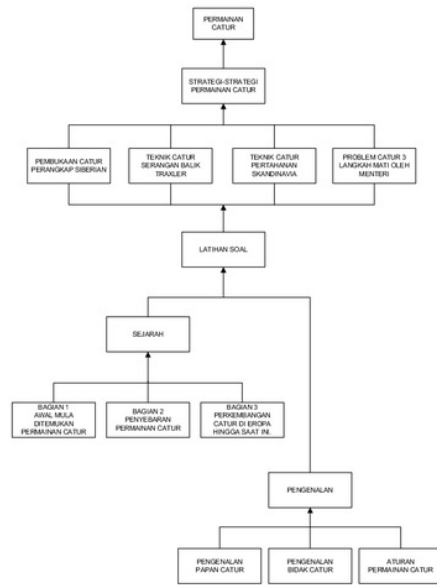 PERMAINAN
CATUR
STRATEGI-STRATEGI
PERMAINAN CATUR
PEMBUKAAN CATUR
PERANGKAP SIBERIAN
TEKNIK CATUR
SERANGAN BALIK
TRAXLER
TEKNIK CATUR
PERTAHANAN
SKANDINAVIA
PROBLEM CATUR 3
LANGKAH MATI OLEH
MENTERI
LATIHAN SOAL
SEJARAH
BAGIAN 1
AWAL MULA
DITEMUKAN
PERMAINAN CATUR
BAGIAN 2
PENYEBARAN
PERMAINAN CATUR
BAGIAN 3
PERKEMBANGAN
CATUR DI EROPA
HINGGA SAAT INI.
PENGENALAN
PENGENALAN
PAPAN CATUR
PENGENALAN
BIDAK CATUR
ATURAN
PERMAINAN CATUR